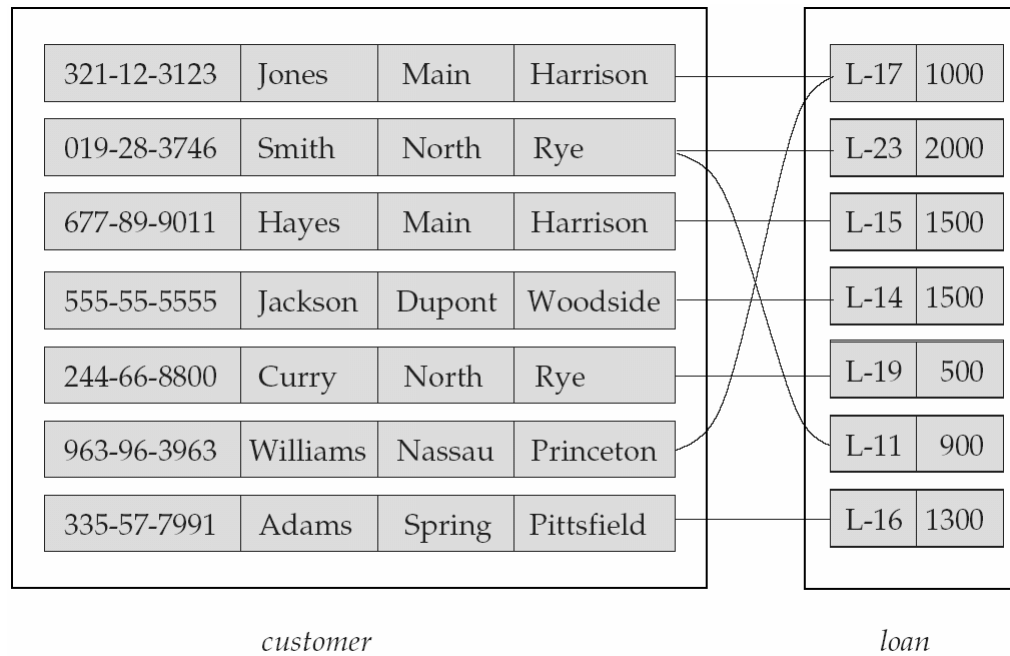 321-12-3123 Jones Main Harrison L-17 1000
019-28-3746 Smith North Rye L-23 2000
677-89-9011 Hayes Main Harrison L-15 1500
555-55-5555 Jackson Dupont Woodside L-14 1500
244-66-8800 Curry North Rye L-19 500
963-96-3963 Williams Nassau Princeton L-11 900
335-57-7991 Adams Spring Pittsfield L-16 1300
customer loan